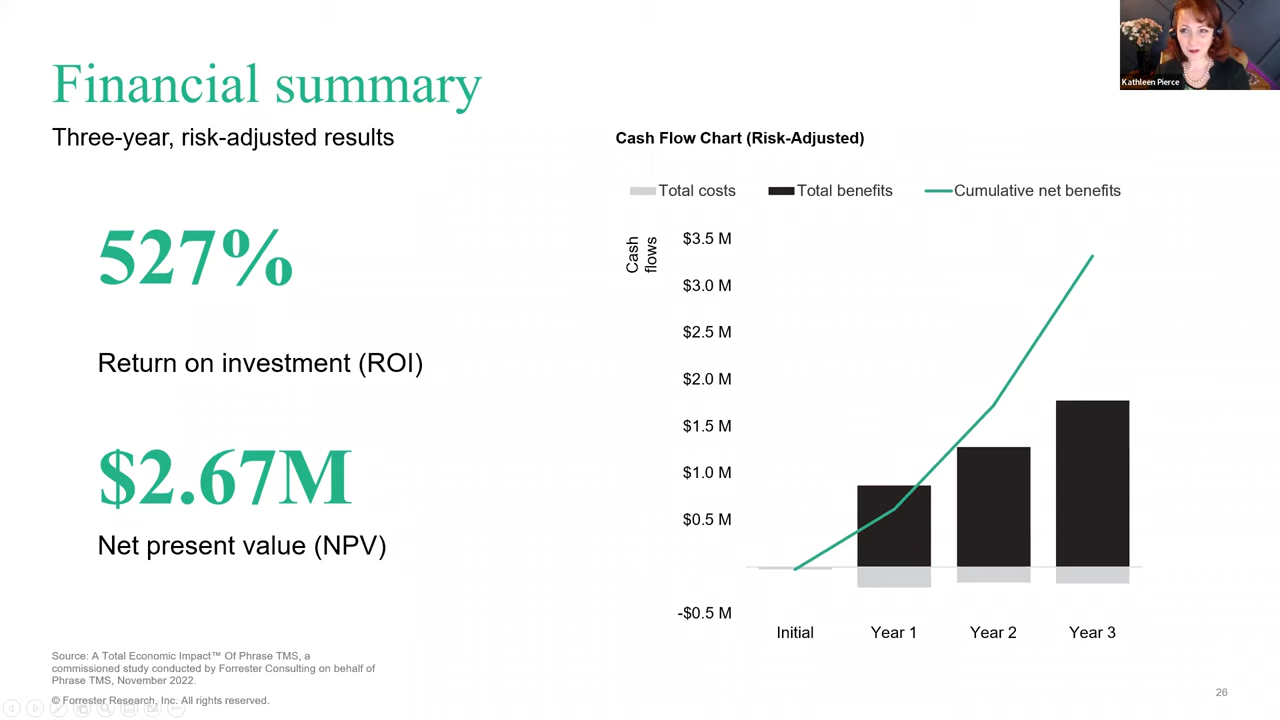 Financial summary
Three-year, risk-adjusted results
527%
Return on investment (ROI)
$2.67M
Net present value (NPV)
Source: A Total Economic Impact™ Of Phrase TMS, a
commissioned study conducted by Forrester Consulting on behalf of
Phrase TMS, November 2022.
© Forrester Research, Inc. All rights reserved.
Kathleen Pierce
Cash Flow Chart (Risk-Adjusted)
Total costs
Total benefits
Cumulative net benefits
Cash
flows
$3.5 M
$3.0 M
$2.5 M
$2.0 M
$1.5 M
$1.0 M
$0.5 M
-$0.5 M
Initial
Year 1
Year 2
Year 3
26